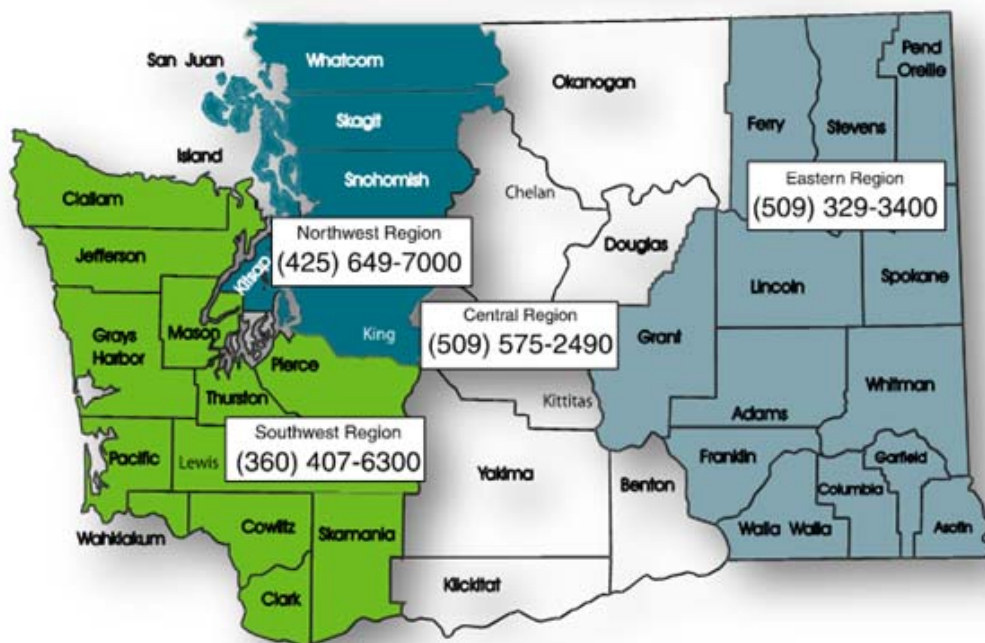 San Juan
Whatcom
Skagit
Island
Snohomish
Okanogan
Ferry
Stevens
Pend
Oreille
Clallam
Jefferson
Kitsap
Northwest Region
(425) 649-7000
Chelan
Douglas
Eastern Region
(509) 329-3400
Lincoln
Spokane
Grays
Harbor
Mason
King
Central Region
(509) 575-2490
Grant
Pierce
Thurston
Kittitas
Adams
Whitman
Southwest Region
(360) 407-6300
Pacific
Lewis
Yakima
Benton
Franklin
Garfield
Columbia
Walla Walla
Asotin
Wahkiakum
Cowlitz
Skamania
Clark
Klickitat